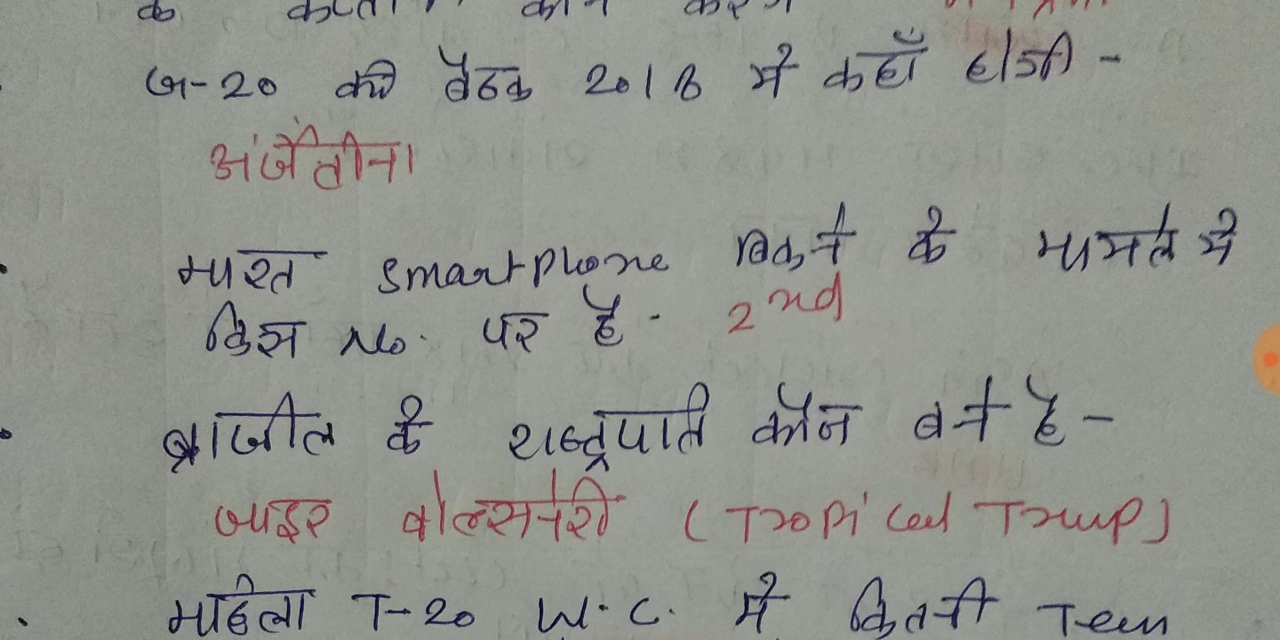 के कप्तान कौन
G-20 की बैठक 2018 में कहाँ होगी -
अर्जेंतीना
भारत smartphone बिकने के मामले में
किस No. पर है - 2nd
ब्राजील के राष्ट्रपति कौन बने है -
जाइर बोल्सनेरो (Tropical Trump)
महिला T-20 W.C. में कितनी Team